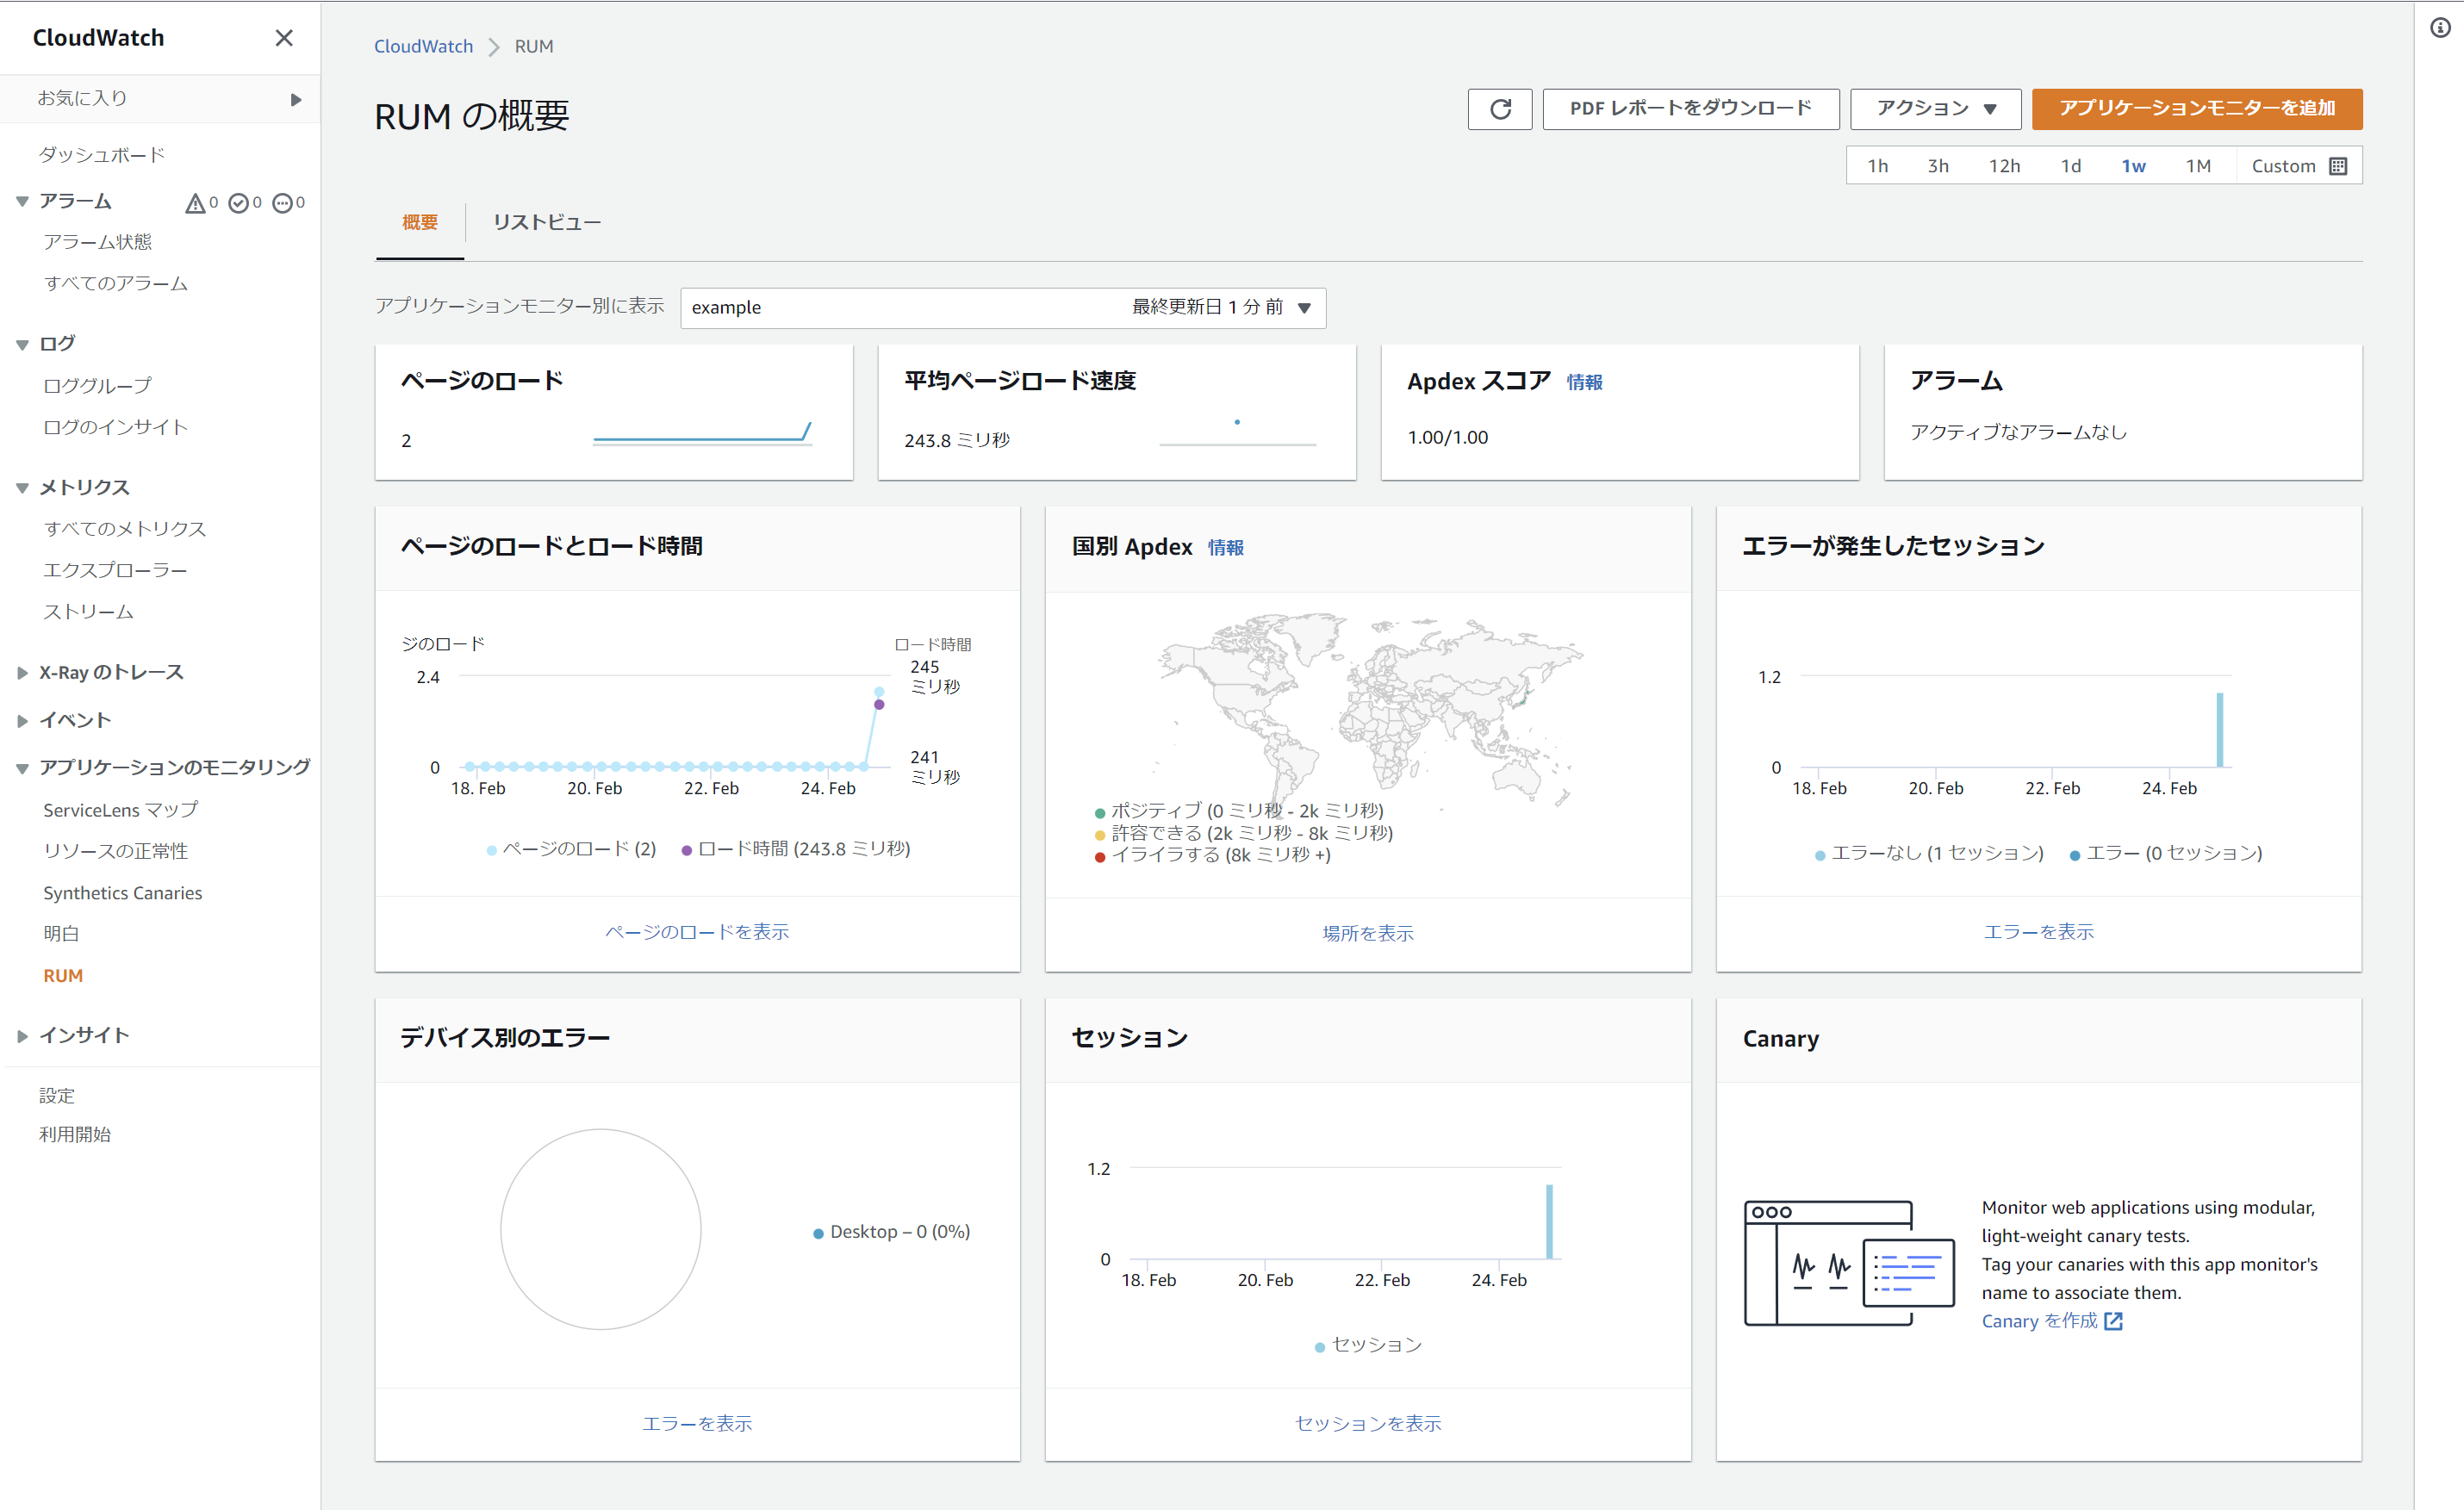 CloudWatch
お気に入り
ダッシュボード
アラーム 0 0 0
アラーム状態
すべてのアラーム
ログ
ロググループ
ログのインサイト
メトリクス
すべてのメトリクス
エクスプローラー
ストリーム
X-Ray のトレース
イベント
アプリケーションのモニタリング
ServiceLens マップ
リソースの正常性
Synthetics Canaries
明白
RUM
インサイト
設定
利用開始
CloudWatch RUM
RUM の概要
PDF レポートをダウンロード
アクション
アプリケーションモニターを追加
1h 3h 12h 1d 1w 1M Custom
概要 リストビュー
アプリケーションモニター別に表示 example 最終更新日 1 分 前
ページのロード
2
平均ページロード速度
243.8 ミリ秒
Apdex スコア 情報
1.00/1.00
アラーム
アクティブなアラームなし
ページのロードとロード時間
ジのロード ロード時間
2.4 245
ミリ秒
0 241
ミリ秒
18. Feb 20. Feb 22. Feb 24. Feb
ページのロード (2) ロード時間 (243.8 ミリ秒)
ページのロードを表示
国別 Apdex 情報
ポジティブ (0 ミリ秒 - 2k ミリ秒)
許容できる (2k ミリ秒 - 8k ミリ秒)
イライラする (8k ミリ秒 +)
場所を表示
エラーが発生したセッション
1.2
0
18. Feb 20. Feb 22. Feb 24. Feb
エラーなし (1 セッション) エラー (0 セッション)
エラーを表示
デバイス別のエラー
Desktop – 0 (0%)
エラーを表示
セッション
1.2
0
18. Feb 20. Feb 22. Feb 24. Feb
セッション
セッションを表示
Canary
Monitor web applications using modular,
light-weight canary tests.
Tag your canaries with this app monitor's
name to associate them.
Canary を作成